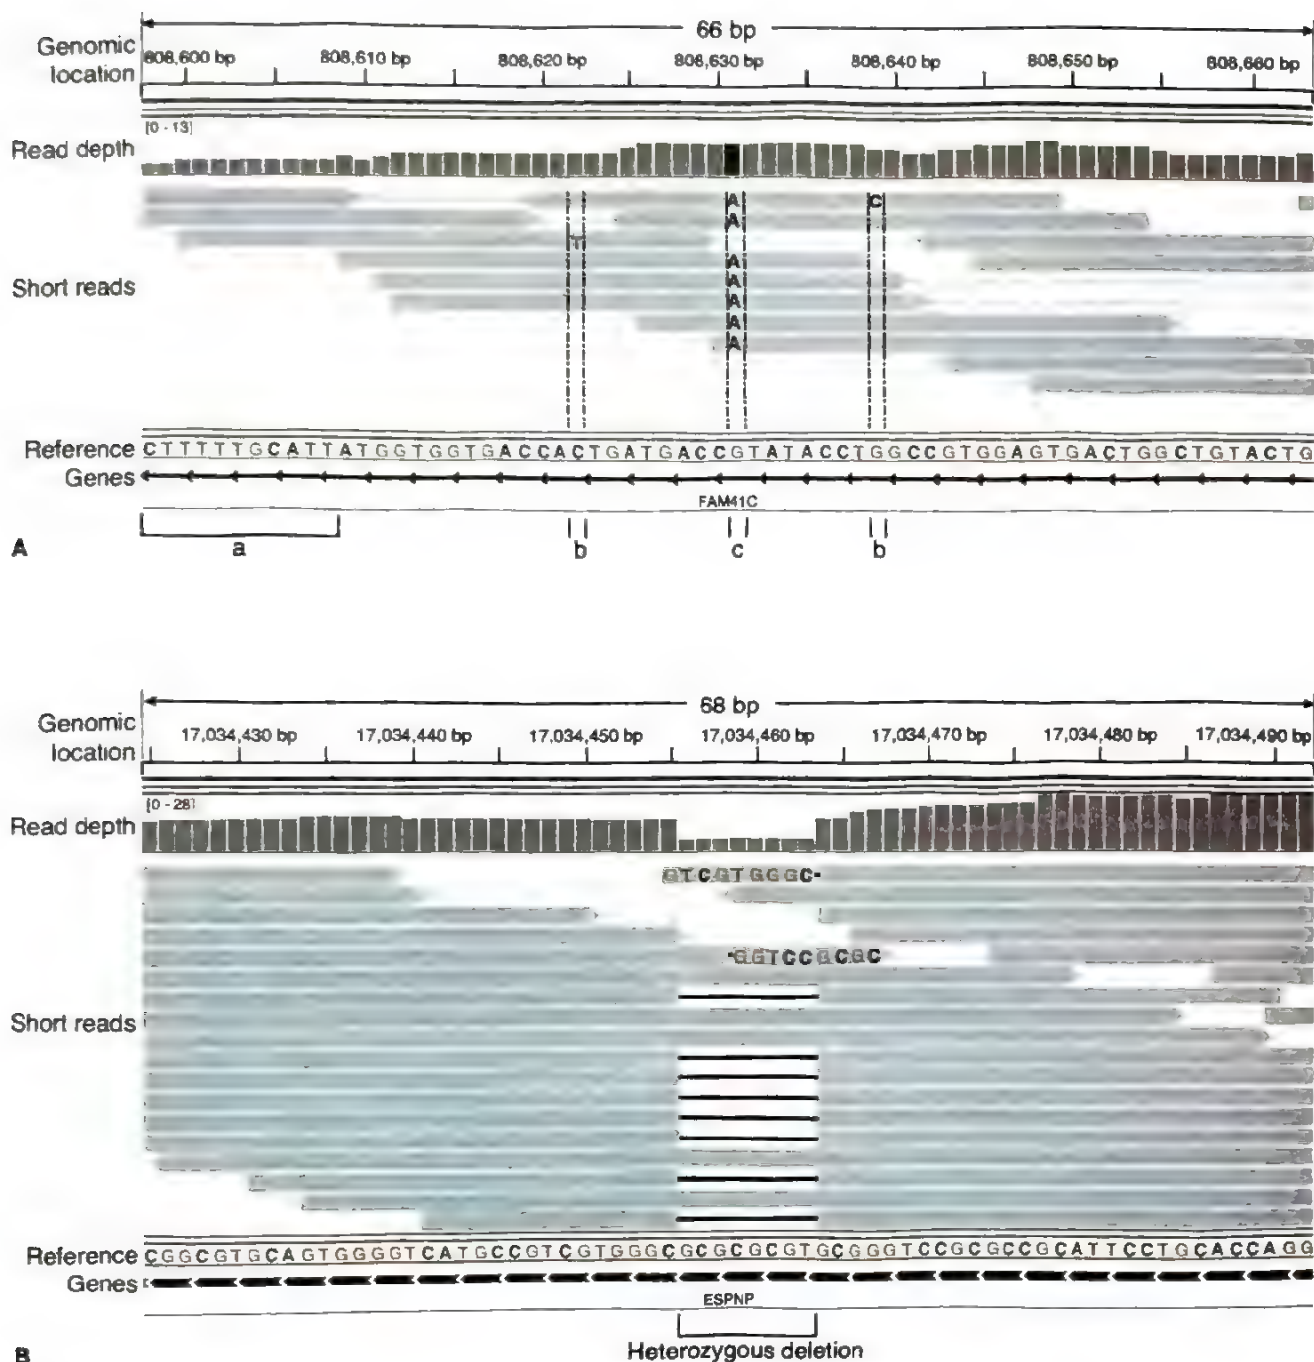 66 bp
Genomic location
808,600 bp 808,610 bp 808,620 bp 808,630 bp 808,640 bp 808,650 bp 808,660 bp
[0 - 13]
Read depth
A C
A
T
A
Short reads
A
A
A
A
Reference C T T T T T G C A T T A T G G T G G T G A C C A C T G A T G A C C G T A T A C C T G G C C G T G G A G T G A C T G G C T G T A C T G
Genes
FAM41C
a b c b
A
68 bp
Genomic location
17,034,430 bp 17,034,440 bp 17,034,450 bp 17,034,460 bp 17,034,470 bp 17,034,480 bp 17,034,490 bp
[0 - 28]
Read depth
G T C G T G G G C
G G T C C G C G C
Short reads
Reference C G G C G T G C A G T G G G G T C A T G C C G T C G T G G G C G C G C G C G T G C G G G T C C G C G C C G C A T T C C T G C A C C A G G
Genes
ESPNP
Heterozygous deletion
B